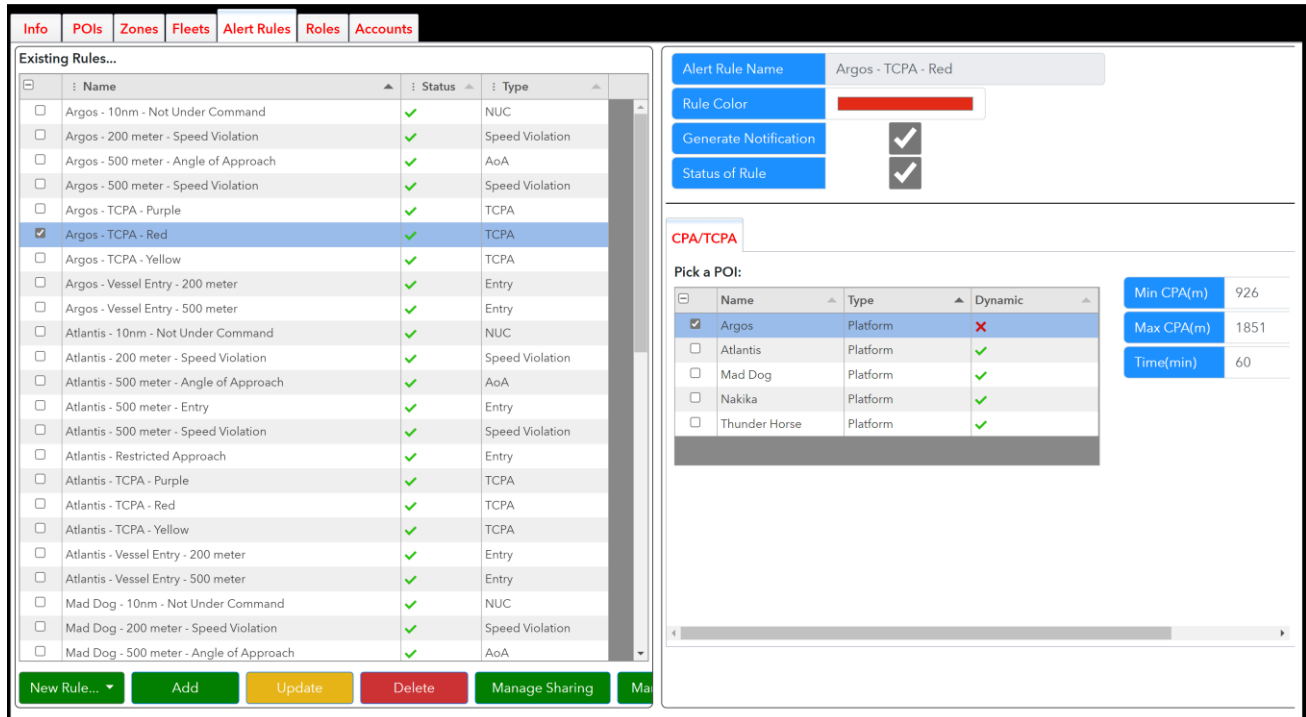 Info POIs Zones Fleets Alert Rules Roles Accounts
Existing Rules...
Name Status Type
Argos - 10nm - Not Under Command NUC
Argos - 200 meter - Speed Violation Speed Violation
Argos - 500 meter - Angle of Approach AoA
Argos - 500 meter - Speed Violation Speed Violation
Argos - TCPA - Purple TCPA
Argos - TCPA - Red TCPA
Argos - TCPA - Yellow TCPA
Argos - Vessel Entry - 200 meter Entry
Argos - Vessel Entry - 500 meter Entry
Atlantis - 10nm - Not Under Command NUC
Atlantis - 200 meter - Speed Violation Speed Violation
Atlantis - 500 meter - Angle of Approach AoA
Atlantis - 500 meter - Entry Entry
Atlantis - 500 meter - Speed Violation Speed Violation
Atlantis - Restricted Approach Entry
Atlantis - TCPA - Purple TCPA
Atlantis - TCPA - Red TCPA
Atlantis - TCPA - Yellow TCPA
Atlantis - Vessel Entry - 200 meter Entry
Atlantis - Vessel Entry - 500 meter Entry
Mad Dog - 10nm - Not Under Command NUC
Mad Dog - 200 meter - Speed Violation Speed Violation
Mad Dog - 500 meter - Angle of Approach AoA
New Rule... Add Update Delete Manage Sharing Ma
Alert Rule Name Argos - TCPA - Red
Rule Color
Generate Notification
Status of Rule
CPA/TCPA
Pick a POI:
Name Type Dynamic
Argos Platform
Atlantis Platform
Mad Dog Platform
Nakika Platform
Thunder Horse Platform
Min CPA(m) 926
Max CPA(m) 1851
Time(min) 60